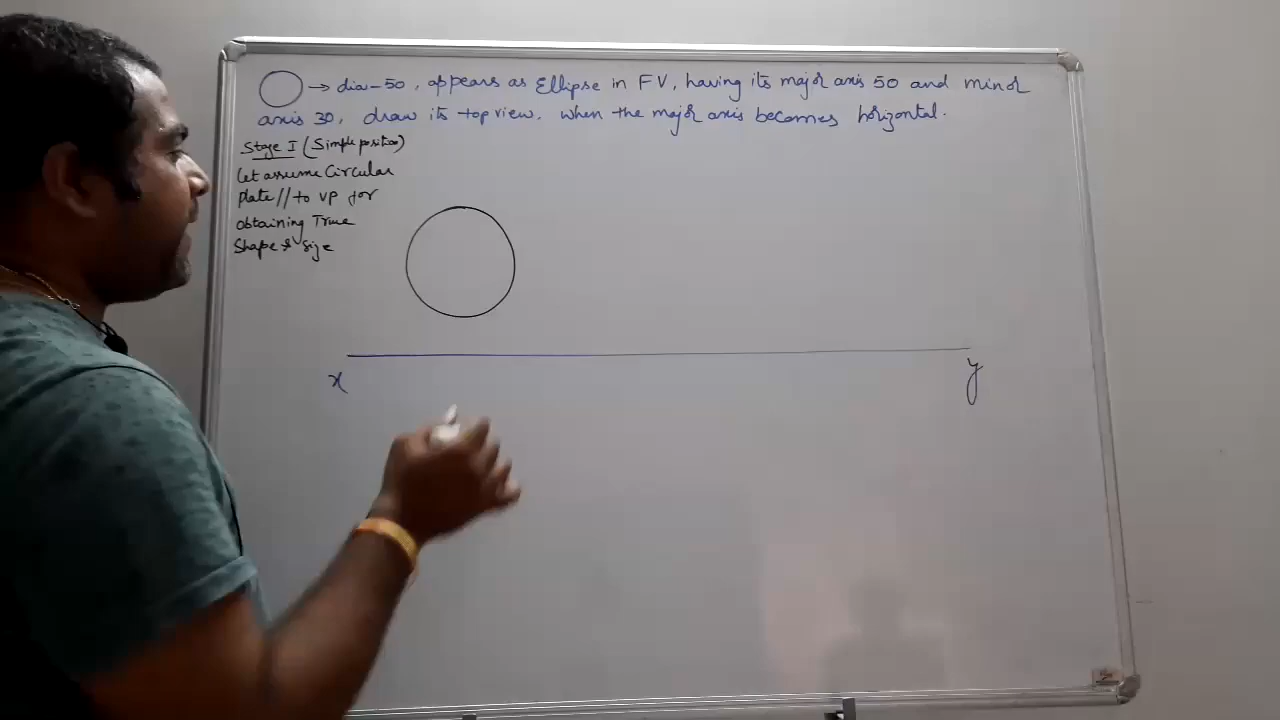 → dia-50, appears as Ellipse in FV, having its major axis 50 and minor
axis 30, draw its top view, when the major axis becomes horizontal.
Stage I (Simple position)
Let assume Circular
plate // to VP for
obtaining True
Shape & Size
x
y